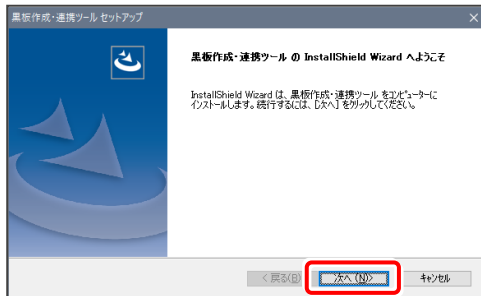 黒板作成・連携ツール セットアップ
黒板作成・連携ツール の InstallShield Wizard へようこそ
InstallShield Wizard は、黒板作成・連携ツール をコンピューターに
インストールします。続行するには、[次へ] をクリックしてください。
< 戻る(B)
次へ (N)>
キャンセル